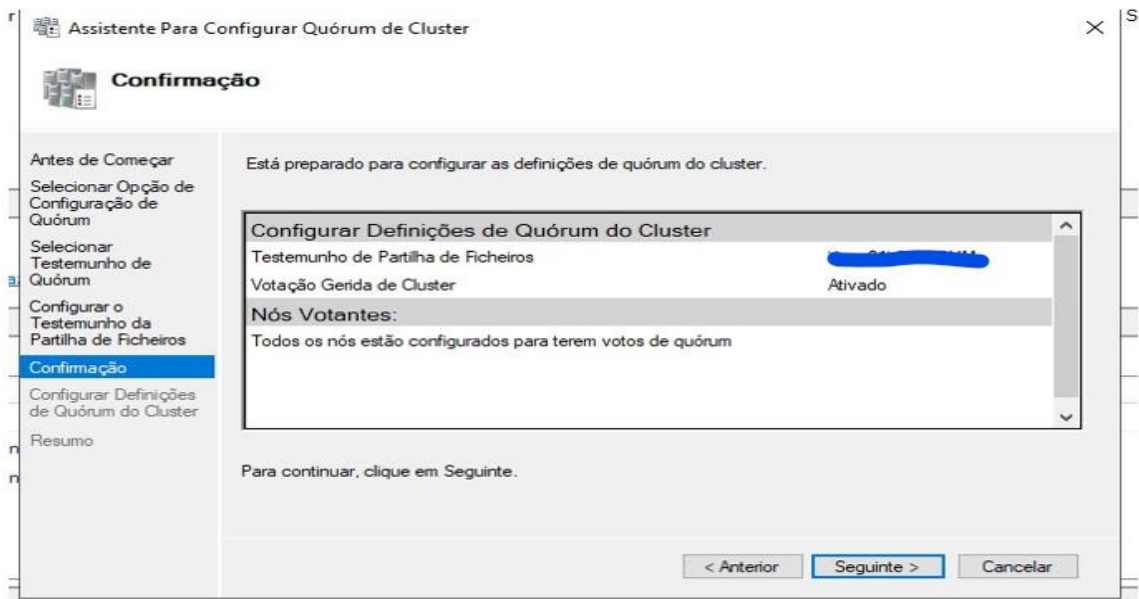 Assistente Para Configurar Quórum de Cluster
Confirmação
Antes de Começar
Selecionar Opção de
Configuração de
Quórum
Selecionar
Testemunho de
Quórum
Configurar o
Testemunho da
Partilha de Ficheiros
Confirmação
Configurar Definições
de Quórum do Cluster
Resumo
Está preparado para configurar as definições de quórum do cluster.
Configurar Definições de Quórum do Cluster
Testemunho de Partilha de Ficheiros
Votação Gerida de Cluster Ativado
Nós Votantes:
Todos os nós estão configurados para terem votos de quórum
Para continuar, clique em Seguinte.
< Anterior Seguinte > Cancelar